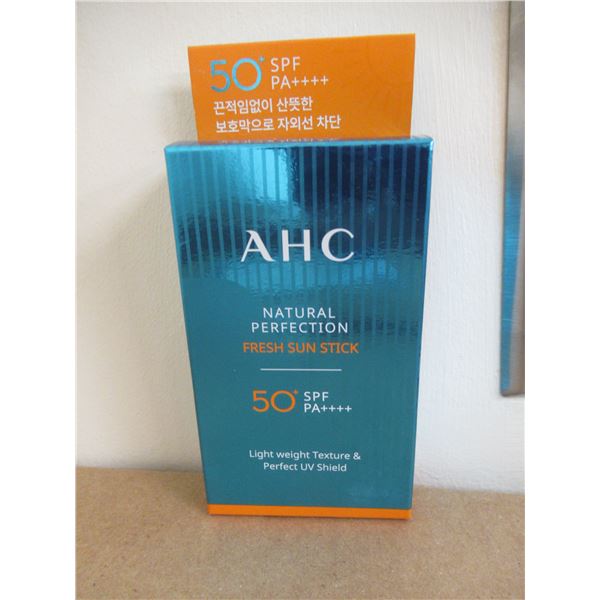 50+ SPF
PA++++
끈적임없이 산뜻한
보호막으로 자외선 차단
AHC
NATURAL
PERFECTION
FRESH SUN STICK
50+ SPF
PA++++
Light weight Texture &
Perfect UV Shield